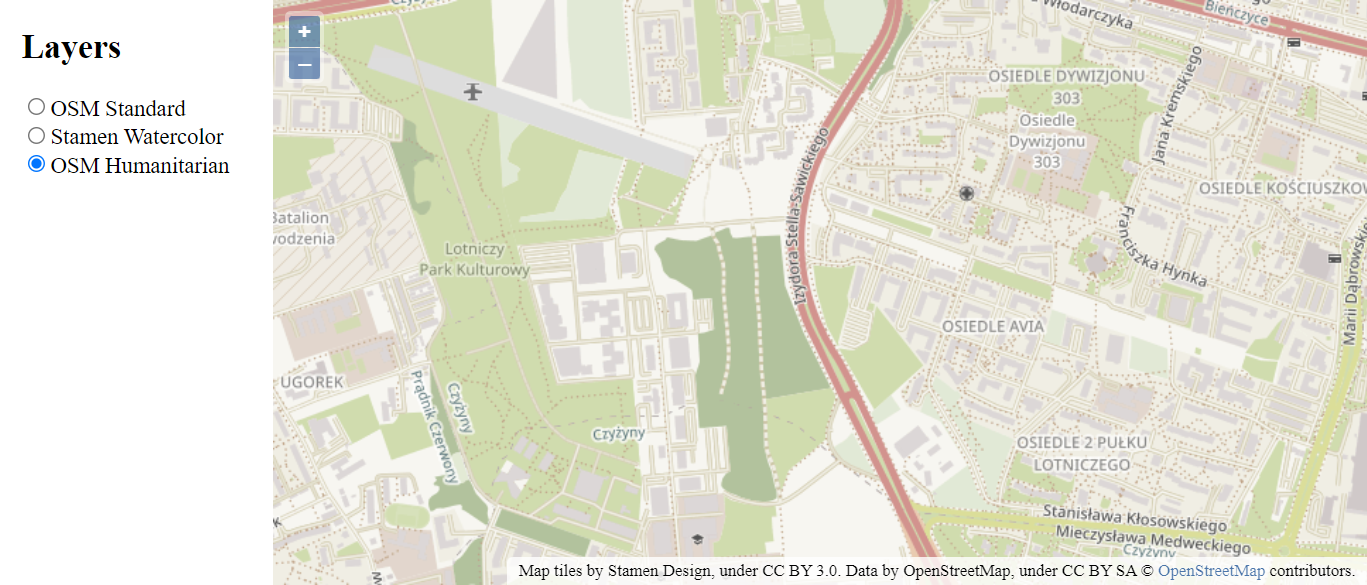 Layers
OSM Standard
Stamen Watercolor
OSM Humanitarian
+
–
Włodarczyka
Bieńczyce
OSIEDLE DYWIZJONU
303
Osiedle
Dywizjonu
303
Jana Kremskiego
Izydora Stella-Sawickiego
OSIEDLE KOŚCIUSZKOW
Batalion
wodzenia
Lotniczy
Park Kulturowy
Franciszka Hynka
Marii Dąbrowskie
OSIEDLE AVIA
UGOREK
Prądnik Czerwony
Czyżyny
Czyżyny
OSIEDLE 2 PUŁKU
LOTNICZEGO
Stanisława Kłosowskiego
Mieczysława Medweckiego
Czyżyny
Map tiles by Stamen Design, under CC BY 3.0. Data by OpenStreetMap, under CC BY SA © OpenStreetMap contributors.